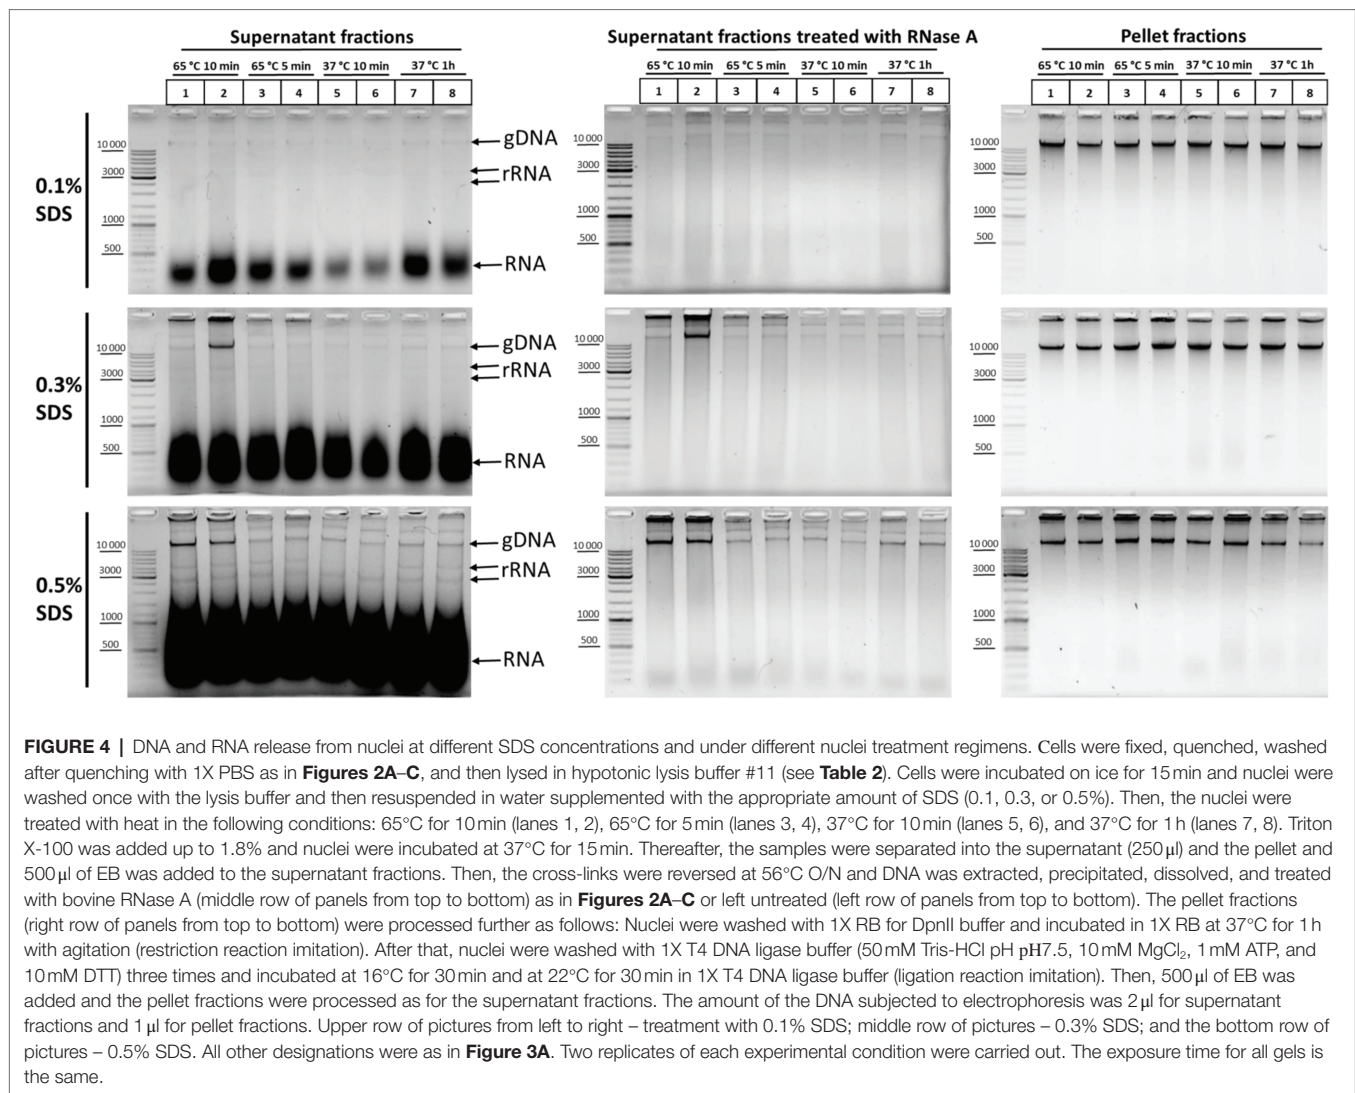 Supernatant fractions
65 °C 10 min 65 °C 5 min 37 °C 10 min 37 °C 1h
1 2 3 4 5 6 7 8
Supernatant fractions treated with RNase A
65 °C 10 min 65 °C 5 min 37 °C 10 min 37 °C 1h
1 2 3 4 5 6 7 8
Pellet fractions
65 °C 10 min 65 °C 5 min 37 °C 10 min 37 °C 1h
1 2 3 4 5 6 7 8
0.1%
SDS
10 000
3000
1000
500
gDNA
rRNA
RNA
10 000
3000
1000
500
10 000
3000
1000
500
0.3%
SDS
10 000
3000
1000
500
gDNA
rRNA
RNA
10 000
3000
1000
500
10 000
3000
1000
500
0.5%
SDS
10 000
3000
1000
500
gDNA
rRNA
RNA
10 000
3000
1000
500
10 000
3000
1000
500
FIGURE 4 | DNA and RNA release from nuclei at different SDS concentrations and under different nuclei treatment regimens. Cells were fixed, quenched, washed
after quenching with 1X PBS as in Figures 2A–C, and then lysed in hypotonic lysis buffer #11 (see Table 2). Cells were incubated on ice for 15 min and nuclei were
washed once with the lysis buffer and then resuspended in water supplemented with the appropriate amount of SDS (0.1, 0.3, or 0.5%). Then, the nuclei were
treated with heat in the following conditions: 65°C for 10 min (lanes 1, 2), 65°C for 5 min (lanes 3, 4), 37°C for 10 min (lanes 5, 6), and 37°C for 1 h (lanes 7, 8). Triton
X-100 was added up to 1.8% and nuclei were incubated at 37°C for 15 min. Thereafter, the samples were separated into the supernatant (250 μl) and the pellet and
500 μl of EB was added to the supernatant fractions. Then, the cross-links were reversed at 56°C O/N and DNA was extracted, precipitated, dissolved, and treated
with bovine RNase A (middle row of panels from top to bottom) as in Figures 2A–C or left untreated (left row of panels from top to bottom). The pellet fractions
(right row of panels from top to bottom) were processed further as follows: Nuclei were washed with 1X RB for DpnII buffer and incubated in 1X RB at 37°C for 1 h
with agitation (restriction reaction imitation). After that, nuclei were washed with 1X T4 DNA ligase buffer (50 mM Tris-HCl pH pH7.5, 10 mM MgCl₂, 1 mM ATP, and
10 mM DTT) three times and incubated at 16°C for 30 min and at 22°C for 30 min in 1X T4 DNA ligase buffer (ligation reaction imitation). Then, 500 μl of EB was
added and the pellet fractions were processed as for the supernatant fractions. The amount of the DNA subjected to electrophoresis was 2 μl for supernatant
fractions and 1 μl for pellet fractions. Upper row of pictures from left to right – treatment with 0.1% SDS; middle row of pictures – 0.3% SDS; and the bottom row of
pictures – 0.5% SDS. All other designations were as in Figure 3A. Two replicates of each experimental condition were carried out. The exposure time for all gels is
the same.